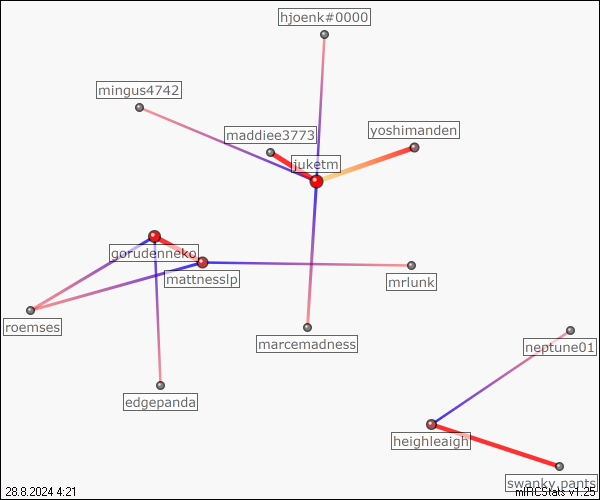 hjoenk#0000
mingus4742
maddiee3773
yoshimanden
juketm
gorudenneko
mattnesslp
mrlunk
roemses
marcemadness
neptune01
edgepanda
heighleaigh
swanky.pants
28.8.2024 4:21
mIRCStats v1.25